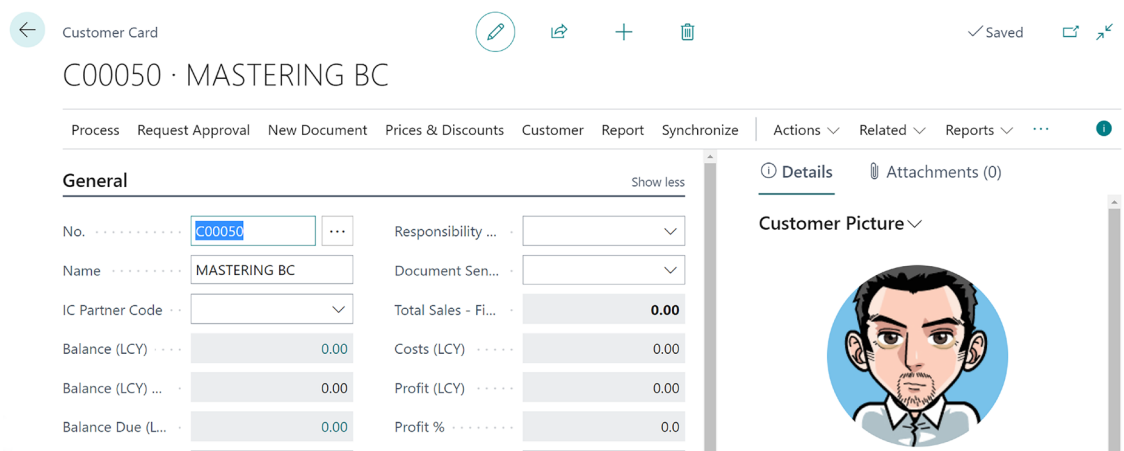 Customer Card
Saved
C00050 · MASTERING BC
Process Request Approval New Document Prices & Discounts Customer Report Synchronize Actions Related Reports ...
General
Show less
No. C00050 ...
Name MASTERING BC
IC Partner Code
Balance (LCY) 0.00
Balance (LCY) ... 0.00
Balance Due (L... 0.00
Responsibility ...
Document Sen...
Total Sales - Fi... 0.00
Costs (LCY) 0.00
Profit (LCY) 0.00
Profit % 0.0
Details
Attachments (0)
Customer Picture